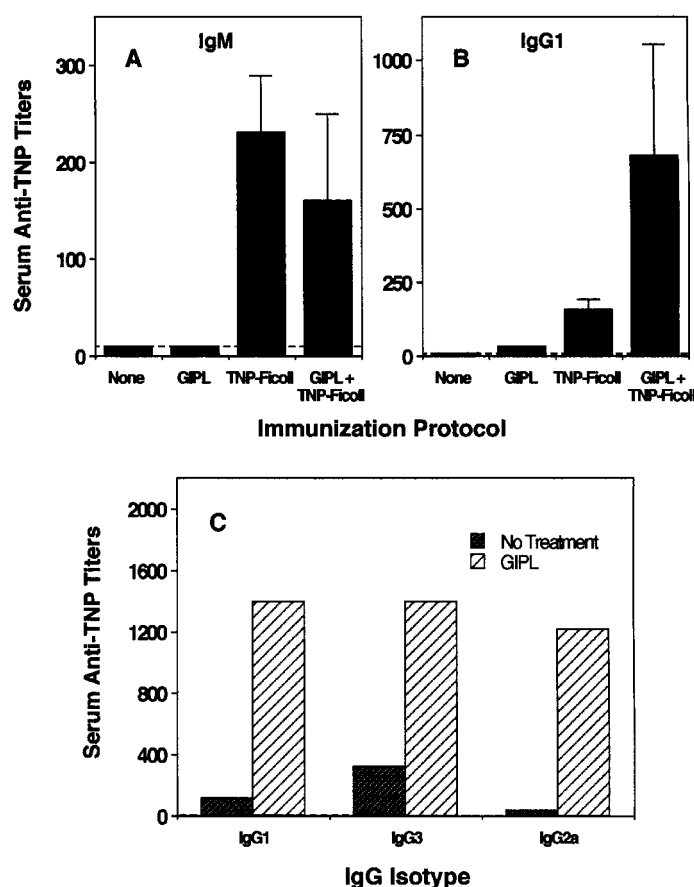 A
IgM
B
IgG1
Serum Anti-TNP Titers
300
200
100
0
1000
750
500
250
0
None GIPL TNP-Ficoll GIPL +
TNP-Ficoll
None GIPL TNP-Ficoll GIPL +
TNP-Ficoll
Immunization Protocol
C
Serum Anti-TNP Titers
2000
1600
1200
800
400
0
No Treatment
GIPL
IgG1 IgG3 IgG2a
IgG Isotype